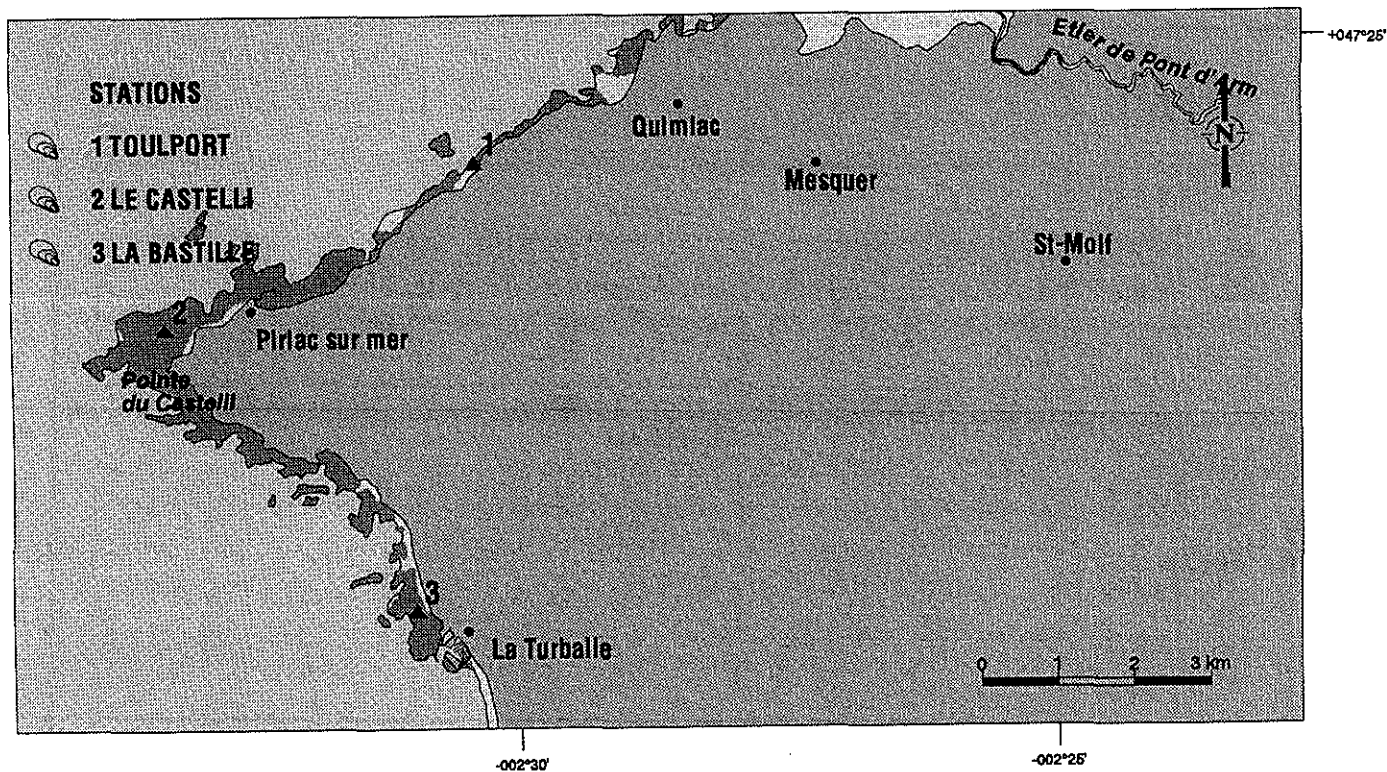 +047°25'
Etier de Pont d'Arm
STATIONS
Quimiac
1 TOULPORT
1
N
Mesquer
2 LE CASTELLI
St-Molf
3 LA BASTILLE
2
Piriac sur mer
Pointe
du Castelli
3
La Turballe
0 1 2 3 km
-002°30'
-002°25'